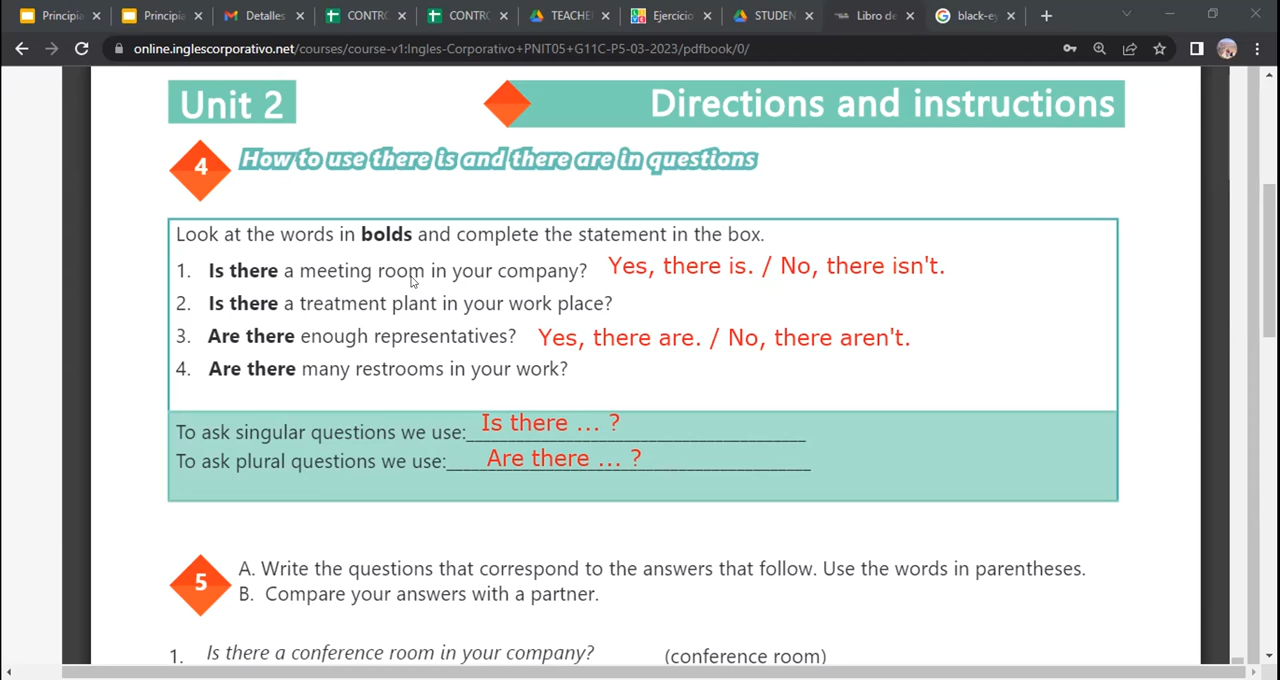 Principia
Principia
Detalles
CONTRO
CONTRO
TEACHE
Ejercicio
STUDEN
Libro de
black-ey
online.inglescorporativo.net/courses/course-v1:Ingles-Corporativo+PNIT05+G11C-P5-03-2023/pdfbook/0/
Unit 2
Directions and instructions
4
How to use there is and there are in questions
Look at the words in bolds and complete the statement in the box.
1. Is there a meeting room in your company? Yes, there is. / No, there isn't.
2. Is there a treatment plant in your work place?
3. Are there enough representatives? Yes, there are. / No, there aren't.
4. Are there many restrooms in your work?
To ask singular questions we use:____ Is there ... ?
To ask plural questions we use:____ Are there ... ?
5
A. Write the questions that correspond to the answers that follow. Use the words in parentheses.
B. Compare your answers with a partner.
1. Is there a conference room in your company? (conference room)